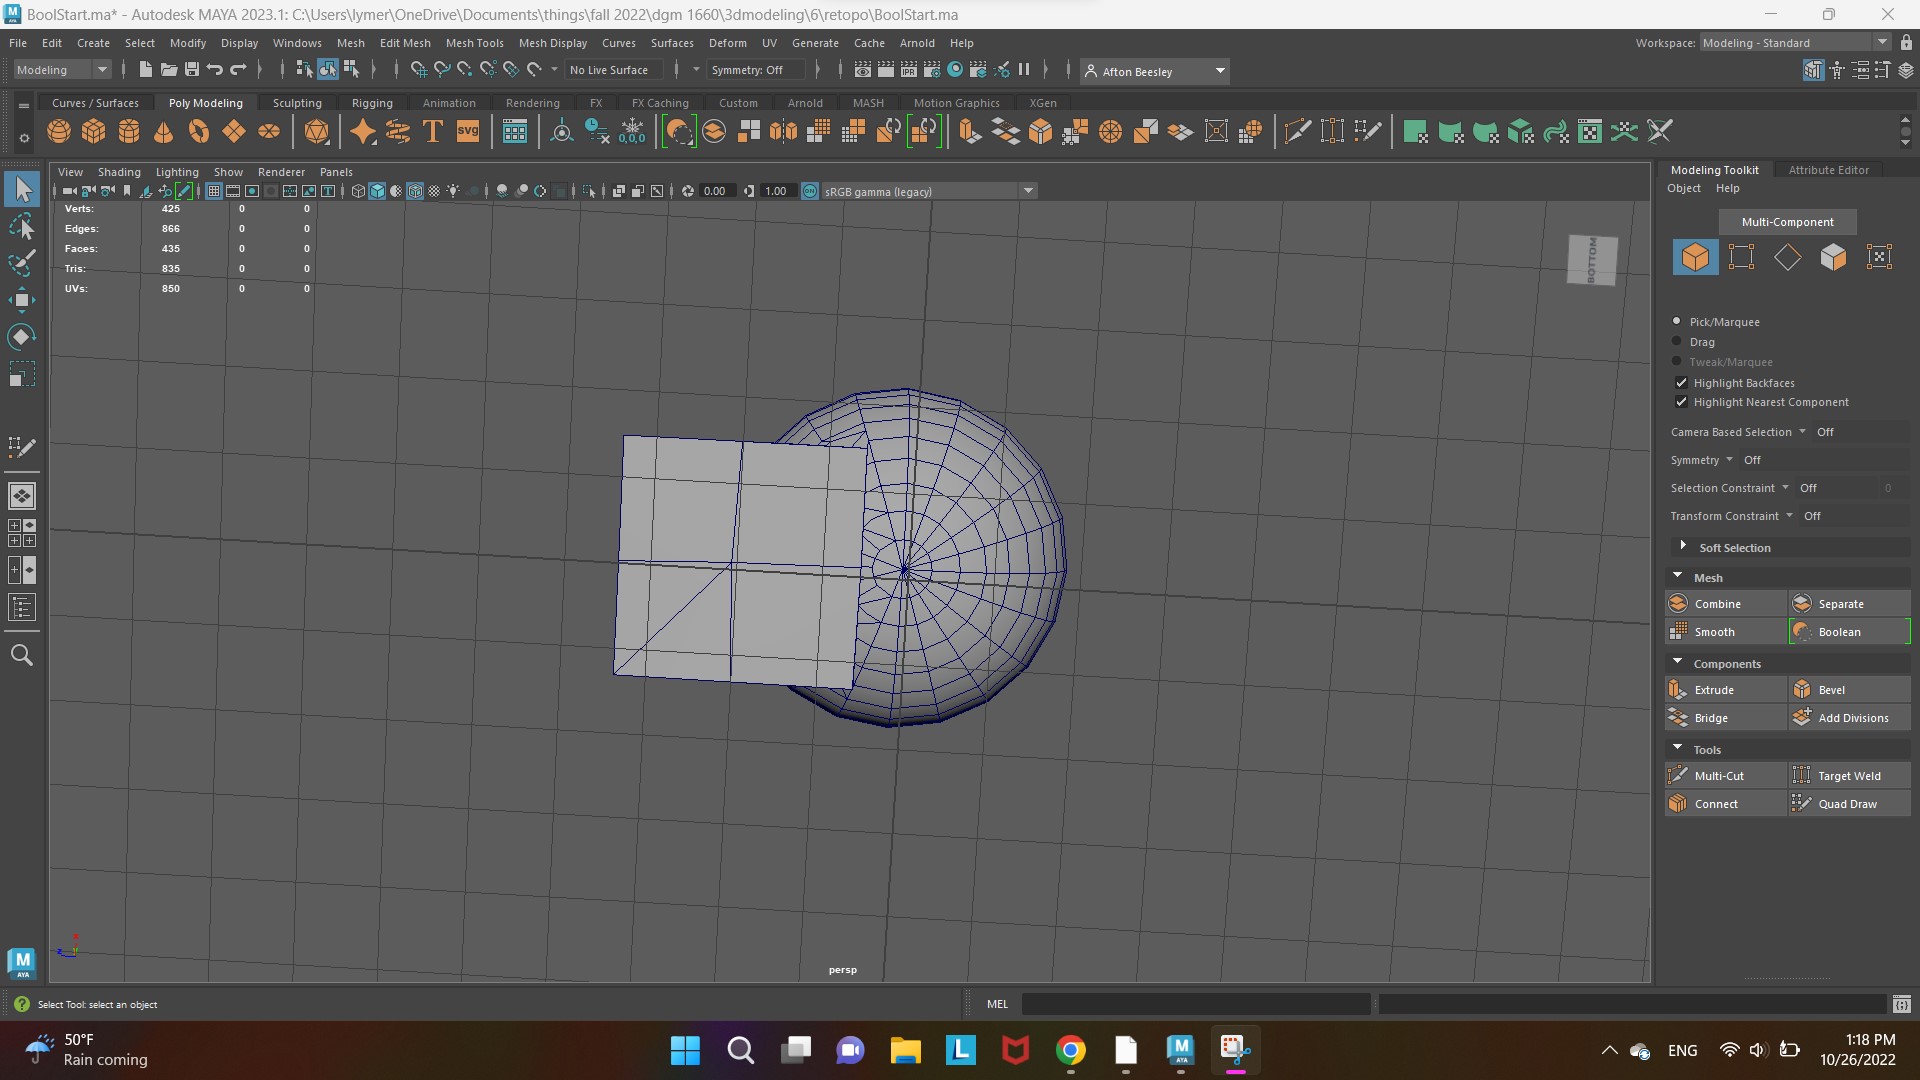 BoolStart.ma* - Autodesk MAYA 2023.1: C:\Users\lymer\OneDrive\Documents\things\fall 2022\dgm 1660\3dmodeling\6\retopo\BoolStart.ma
File Edit Create Select Modify Display Windows Mesh Edit Mesh Mesh Tools Mesh Display Curves Surfaces Deform UV Generate Cache Arnold Help
Workspace: Modeling - Standard
Modeling No Live Surface Symmetry: Off IPR Afton Beesley
Curves / Surfaces Poly Modeling Sculpting Rigging Animation Rendering FX FX Caching Custom Arnold MASH Motion Graphics XGen
T SVG 0,0,0
View Shading Lighting Show Renderer Panels
0.00 1.00 ON sRGB gamma (legacy)
Verts: 425 0 0
Edges: 866 0 0
Faces: 435 0 0
Tris: 835 0 0
UVs: 850 0 0
BOTTOM
persp
Modeling Toolkit Attribute Editor
Object Help
Multi-Component
Pick/Marquee
Drag
Tweak/Marquee
Highlight Backfaces
Highlight Nearest Component
Camera Based Selection Off
Symmetry Off
Selection Constraint Off 0
Transform Constraint Off
Soft Selection
Mesh
Combine Separate
Smooth Boolean
Components
Extrude Bevel
Bridge Add Divisions
Tools
Multi-Cut Target Weld
Connect Quad Draw
M
AYA
Select Tool: select an object
MEL
50°F
Rain coming
ENG
1:18 PM
10/26/2022